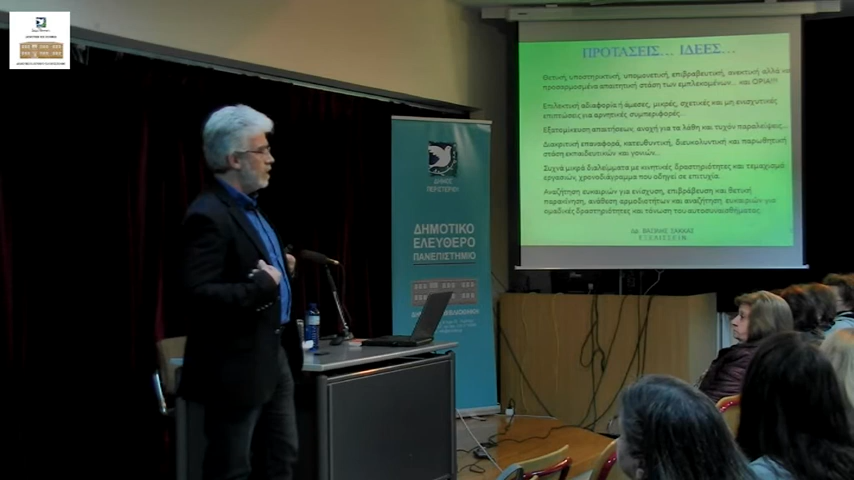 ΠΡΟΤΑΣΕΙΣ... ΙΔΕΕΣ...
Θετική, υποστηρικτική, υπομονετική, επιβραβευτική, ανεκτική αλλά και
προσαρμοσμένα απαιτητική στάση των εμπλεκομένων... και ΟΡΙΑ!!!
Επιλεκτική αδιαφορία ή άμεσες, μικρές, σχετικές και μη ενισχυτικές
επιπτώσεις για αρνητικές συμπεριφορές.
Εξατομίκευση απαιτήσεων, ανοχή για τα λάθη και τυχόν παραλείψεις...
Διακριτική επαναφορά, κατευθυντική, διευκολυντική και παρωθητική
στάση εκπαιδευτικών και γονιών...
Συχνά μικρά διαλείμματα με κινητικές δραστηριότητες και τεμαχισμό
εργασιών, χρονοδιάγραμμα που οδηγεί σε επιτυχία.
Αναζήτηση ευκαιριών για ενίσχυση, επιβράβευση και θετική
παρακίνηση, ανάθεση αρμοδιοτήτων και αναζήτηση ευκαιριών για
ομαδικές δραστηριότητες και τόνωση του αυτοσυναισθήματος.
Δρ. ΒΑΣΙΛΗΣ ΣΑΚΚΑΣ
ΔΗΜΟΣ
ΠΕΡΙΣΤΕΡΙΟΥ
ΔΗΜΟΤΙΚΟ
ΕΛΕΥΘΕΡΟ
ΠΑΝΕΠΙΣΤΗΜΙΟ